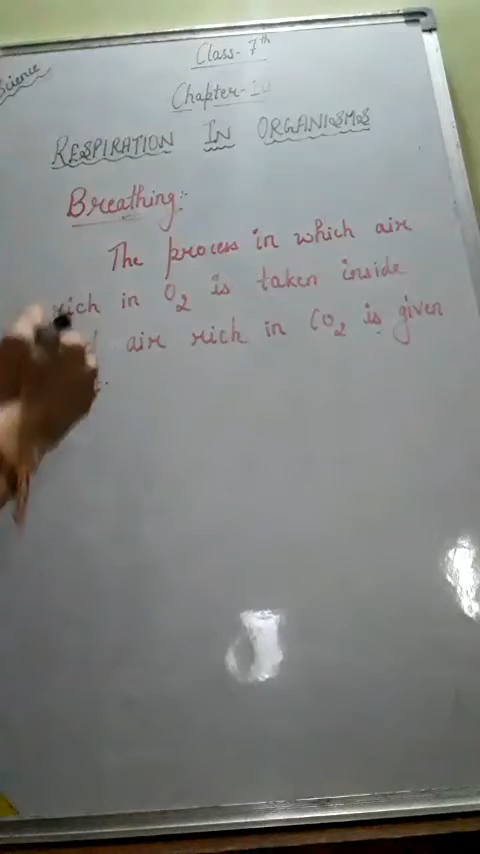 Science
Class- 7th
Chapter-10
RESPIRATION IN ORGANISMS
Breathing:-
The process in which air
rich in O2 is taken inside
air rich in CO2 is given